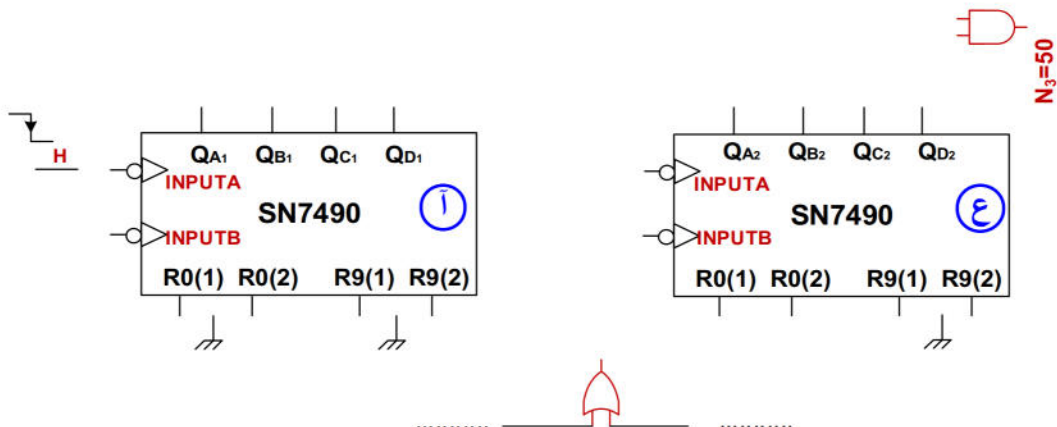 N₃=50
H
QA1 QB1 QC1 QD1
INPUTA
SN7490
آ
INPUTB
R0(1) R0(2) R9(1) R9(2)
QA2 QB2 QC2 QD2
INPUTA
SN7490
ع
INPUTB
R0(1) R0(2) R9(1) R9(2)